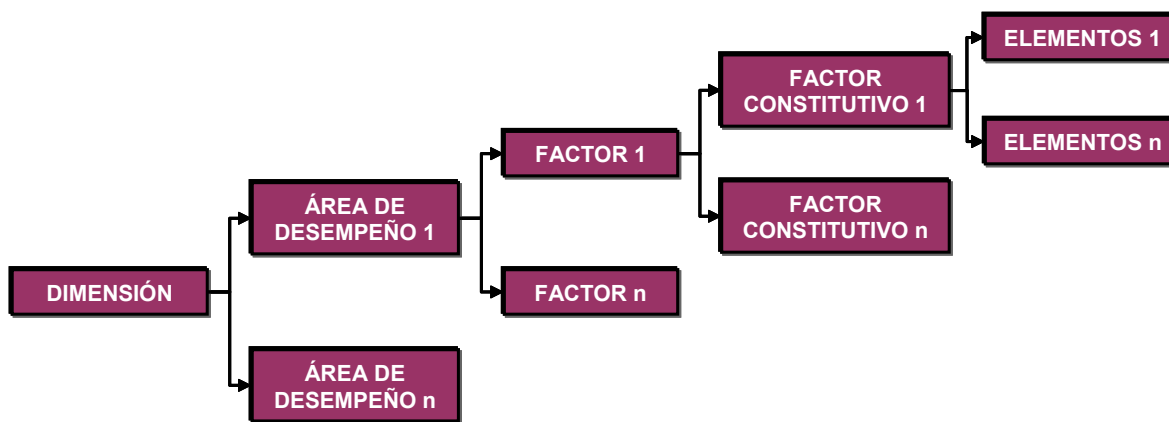 ELEMENTOS 1
FACTOR
CONSTITUTIVO 1
ELEMENTOS n
FACTOR 1
ÁREA DE
DESEMPEÑO 1
FACTOR
CONSTITUTIVO n
DIMENSIÓN
FACTOR n
ÁREA DE
DESEMPEÑO n